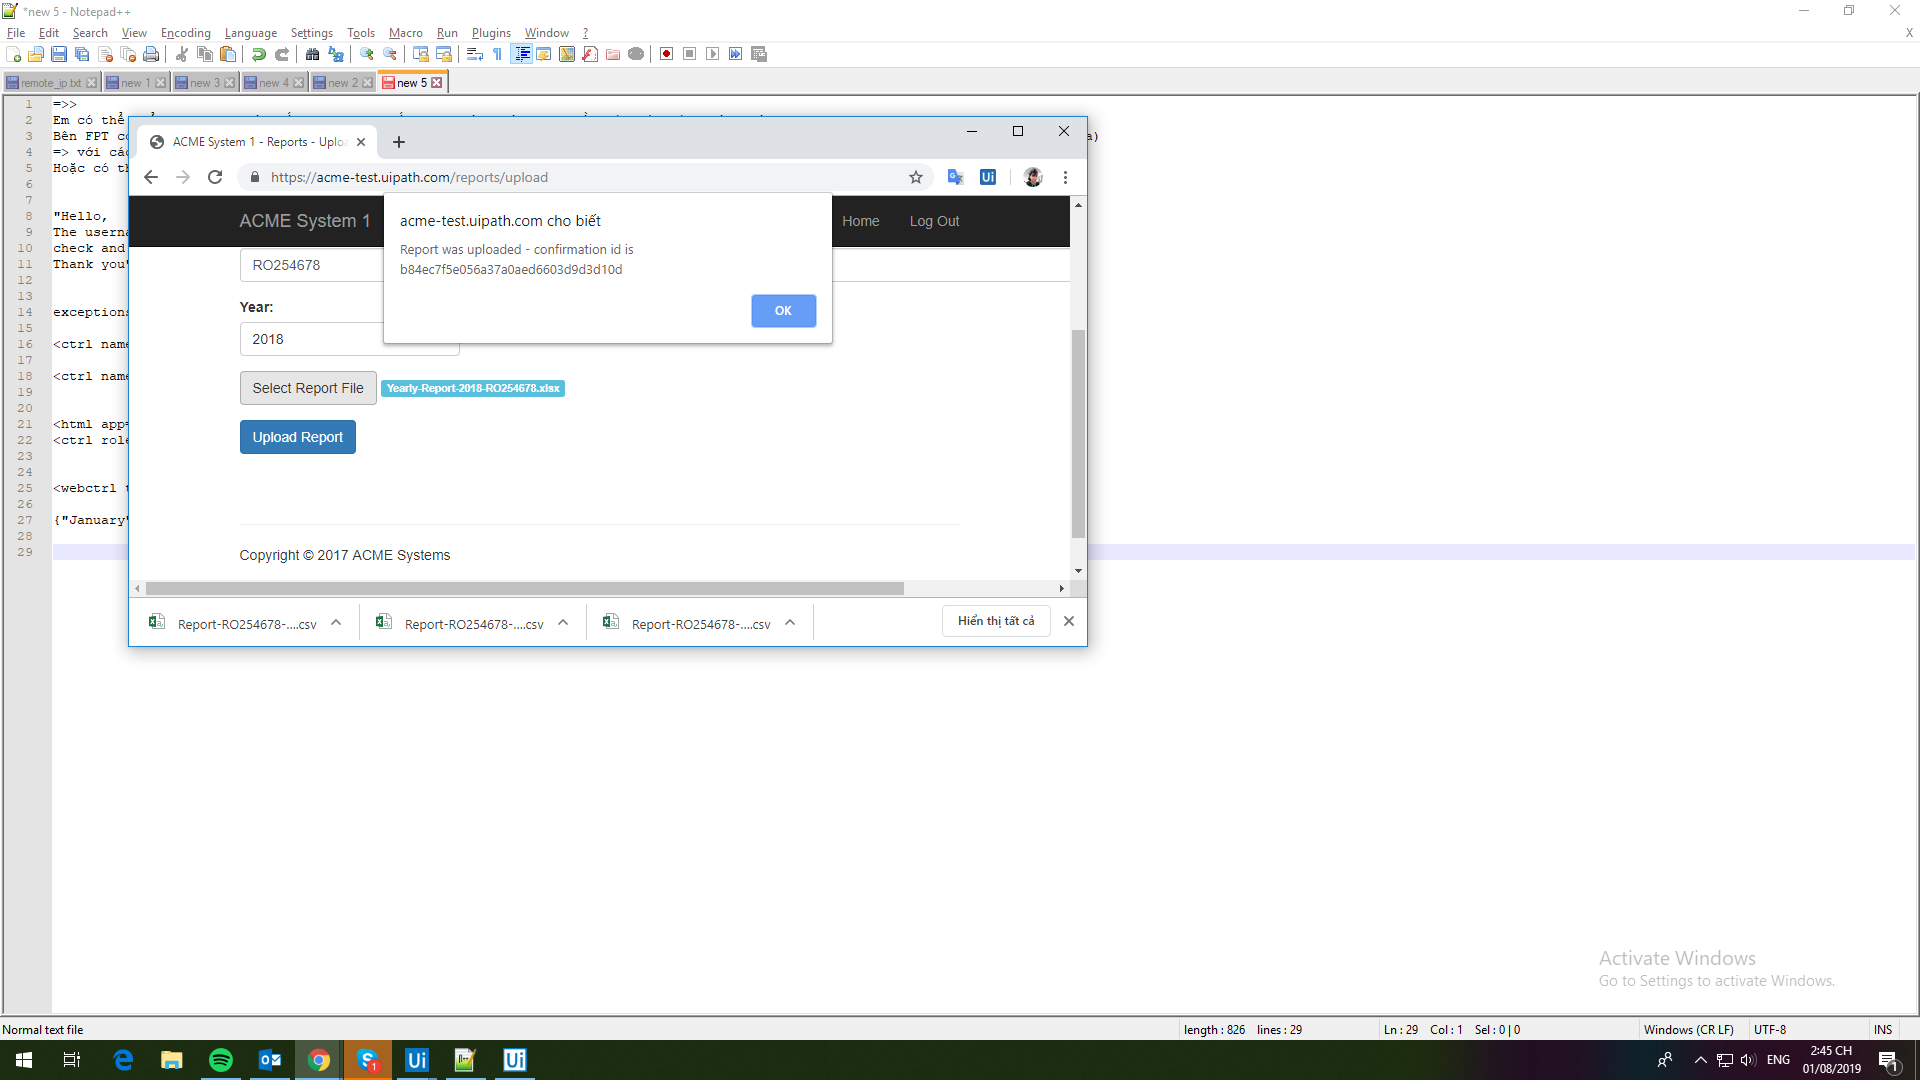 *new 5 - Notepad++
File Edit Search View Encoding Language Settings Tools Macro Run Plugins Window ? X
remote_ip.txt new 1 new 3 new 4 new 2 new 5
1 =>>
2 Em có thể
3 Bên FPT
4 => với
5 Hoặc có
6
7
8 "Hello,
9 The
10 check and
11 Thank you"
12
13
14
15
16 <ctrl
17
18 <ctrl
19
20
21 <html
22 <ctrl
23
24
25 <webctrl
26
27 {"January"
28
29
ACME System 1 - Reports - Uplo
https://acme-test.uipath.com/reports/upload
ACME System 1 Home Log Out
acme-test.uipath.com cho biết
Report was uploaded - confirmation id is
b84ec7f5e056a37a0aed6603d9d3d10d
OK
RO254678
Year:
2018
Select Report File Yearly-Report-2018-RO254678.xlsx
Upload Report
Copyright © 2017 ACME Systems
Report-RO254678-....csv Report-RO254678-....csv Report-RO254678-....csv Hiển thị tất cả
Activate Windows
Go to Settings to activate Windows.
Normal text file length : 826 lines : 29 Ln : 29 Col : 1 Sel : 0 | 0 Windows (CR LF) UTF-8 INS
ENG 2:45 CH
01/08/2019